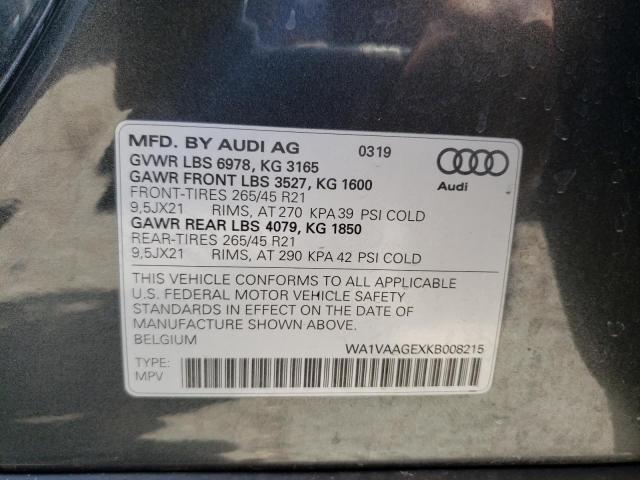 MFD. BY AUDI AG 0319
GVWR LBS 6978, KG 3165
GAWR FRONT LBS 3527, KG 1600
FRONT-TIRES 265/45 R21
9,5JX21 RIMS, AT 270 KPA 39 PSI COLD
GAWR REAR LBS 4079, KG 1850
REAR-TIRES 265/45 R21
9,5JX21 RIMS, AT 290 KPA 42 PSI COLD
Audi
THIS VEHICLE CONFORMS TO ALL APPLICABLE
U.S. FEDERAL MOTOR VEHICLE SAFETY
STANDARDS IN EFFECT ON THE DATE OF
MANUFACTURE SHOWN ABOVE.
BELGIUM
WA1VAAGEXKB008215
TYPE:
MPV